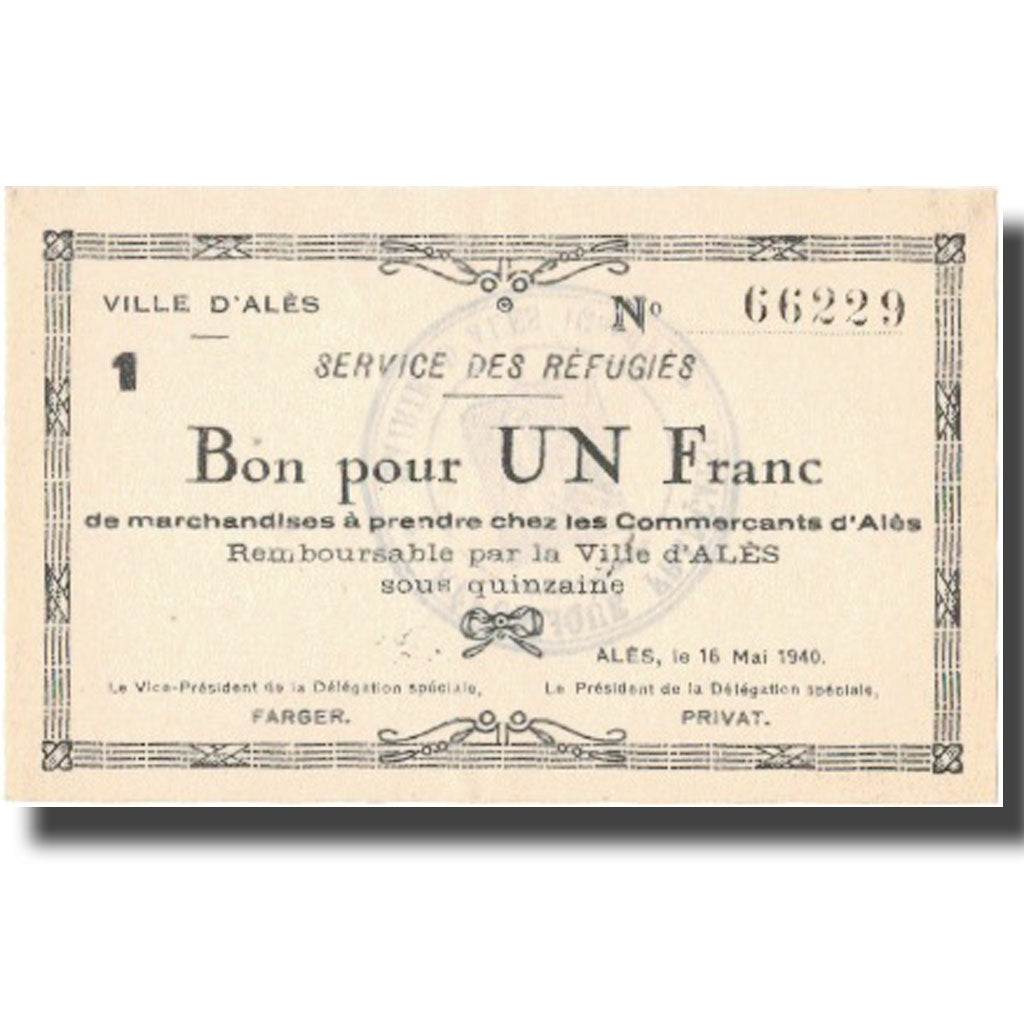 VILLE D'ALÈS
Nº 66229
1
SERVICE DES RÉFUGIÉS
Bon pour UN Franc
de marchandises à prendre chez les Commercants d'Alès
Remboursable par la Ville d'ALÈS
sous quinzaine
ALÈS, le 16 Mai 1940.
Le Vice-Président de la Délégation spéciale,
FARGER.
Le Président de la Délégation spéciale,
PRIVAT.